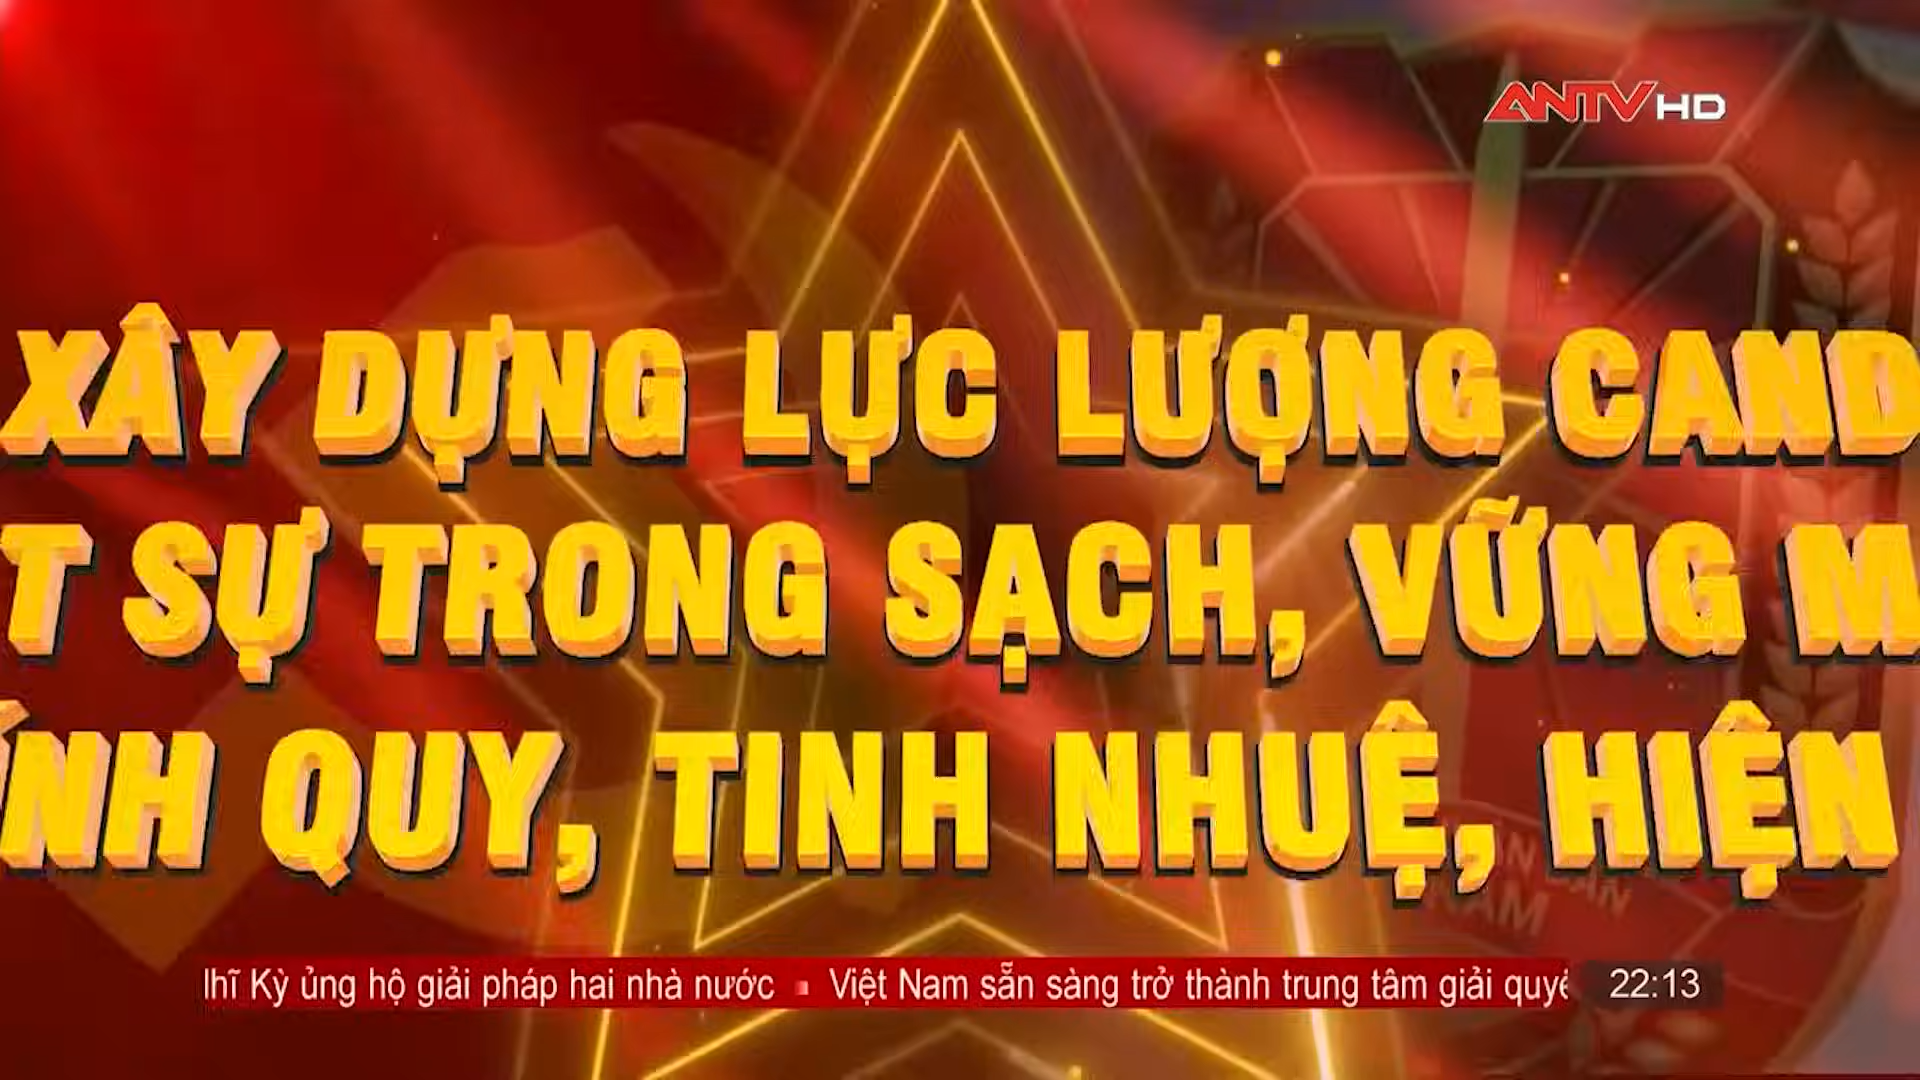 ANTV HD
XÂY DỰNG LỰC LƯỢNG CAND
T SỰ TRONG SẠCH, VỮNG M
ÍNH QUY, TINH NHUỆ, HIỆN
NAM
Kỳ ủng hộ giải pháp hai nhà nước ▪ Việt Nam sẵn sàng trở thành trung tâm giải quyế
22:13